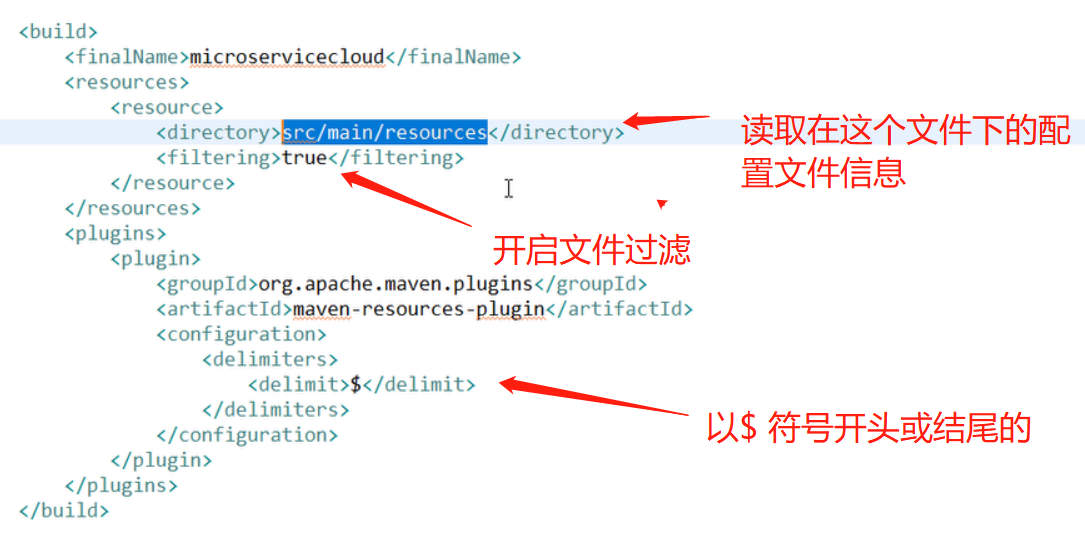 <build>
<finalName>microservicecloud</finalName>
<resources>
<resource>
<directory>src/main/resources</directory>
<filtering>true</filtering>
</resource>
</resources>
<plugins>
<plugin>
<groupId>org.apache.maven.plugins</groupId>
<artifactId>maven-resources-plugin</artifactId>
<configuration>
<delimiters>
<delimit>$</delimit>
</delimiters>
</configuration>
</plugin>
</plugins>
</build>
读取在这个文件下的配
置文件信息
开启文件过滤
以$ 符号开头或结尾的